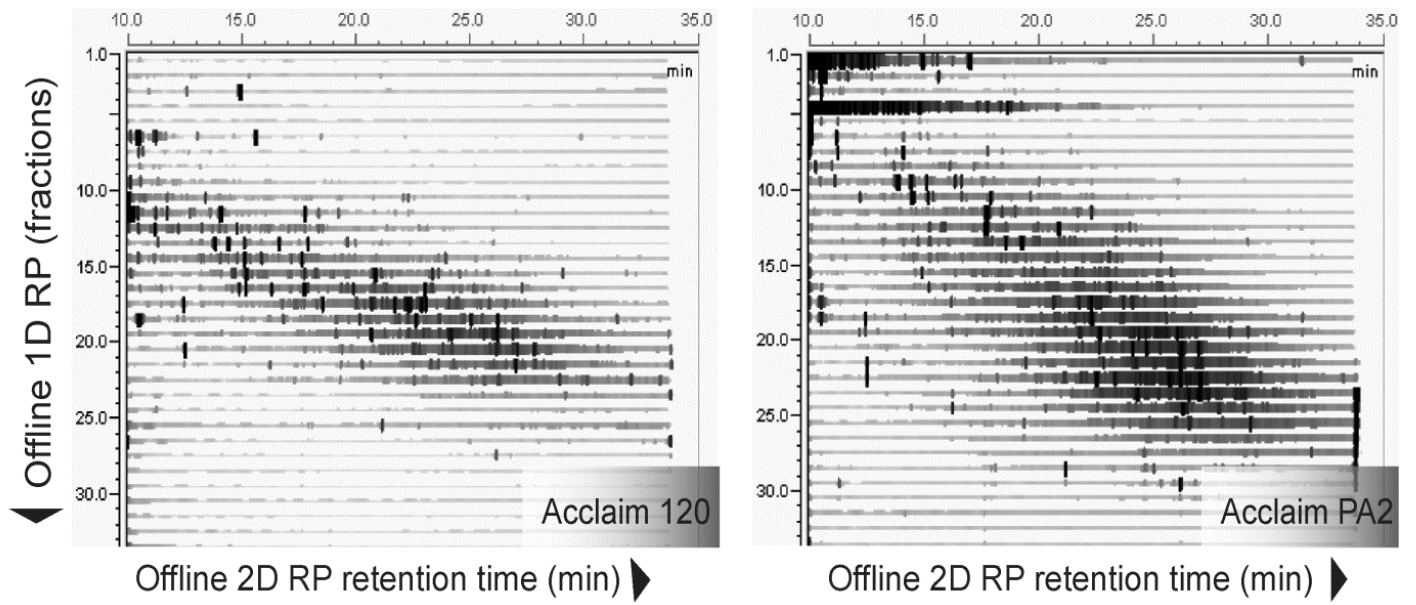 10.0 15.0 20.0 25.0 30.0 35.0
10.0 15.0 20.0 25.0 30.0 35.0
min
min
1.0
10.0
15.0
20.0
25.0
30.0
1.0
10.0
15.0
20.0
25.0
30.0
Offline 1D RP (fractions)
Acclaim 120
Acclaim PA2
Offline 2D RP retention time (min)
Offline 2D RP retention time (min)